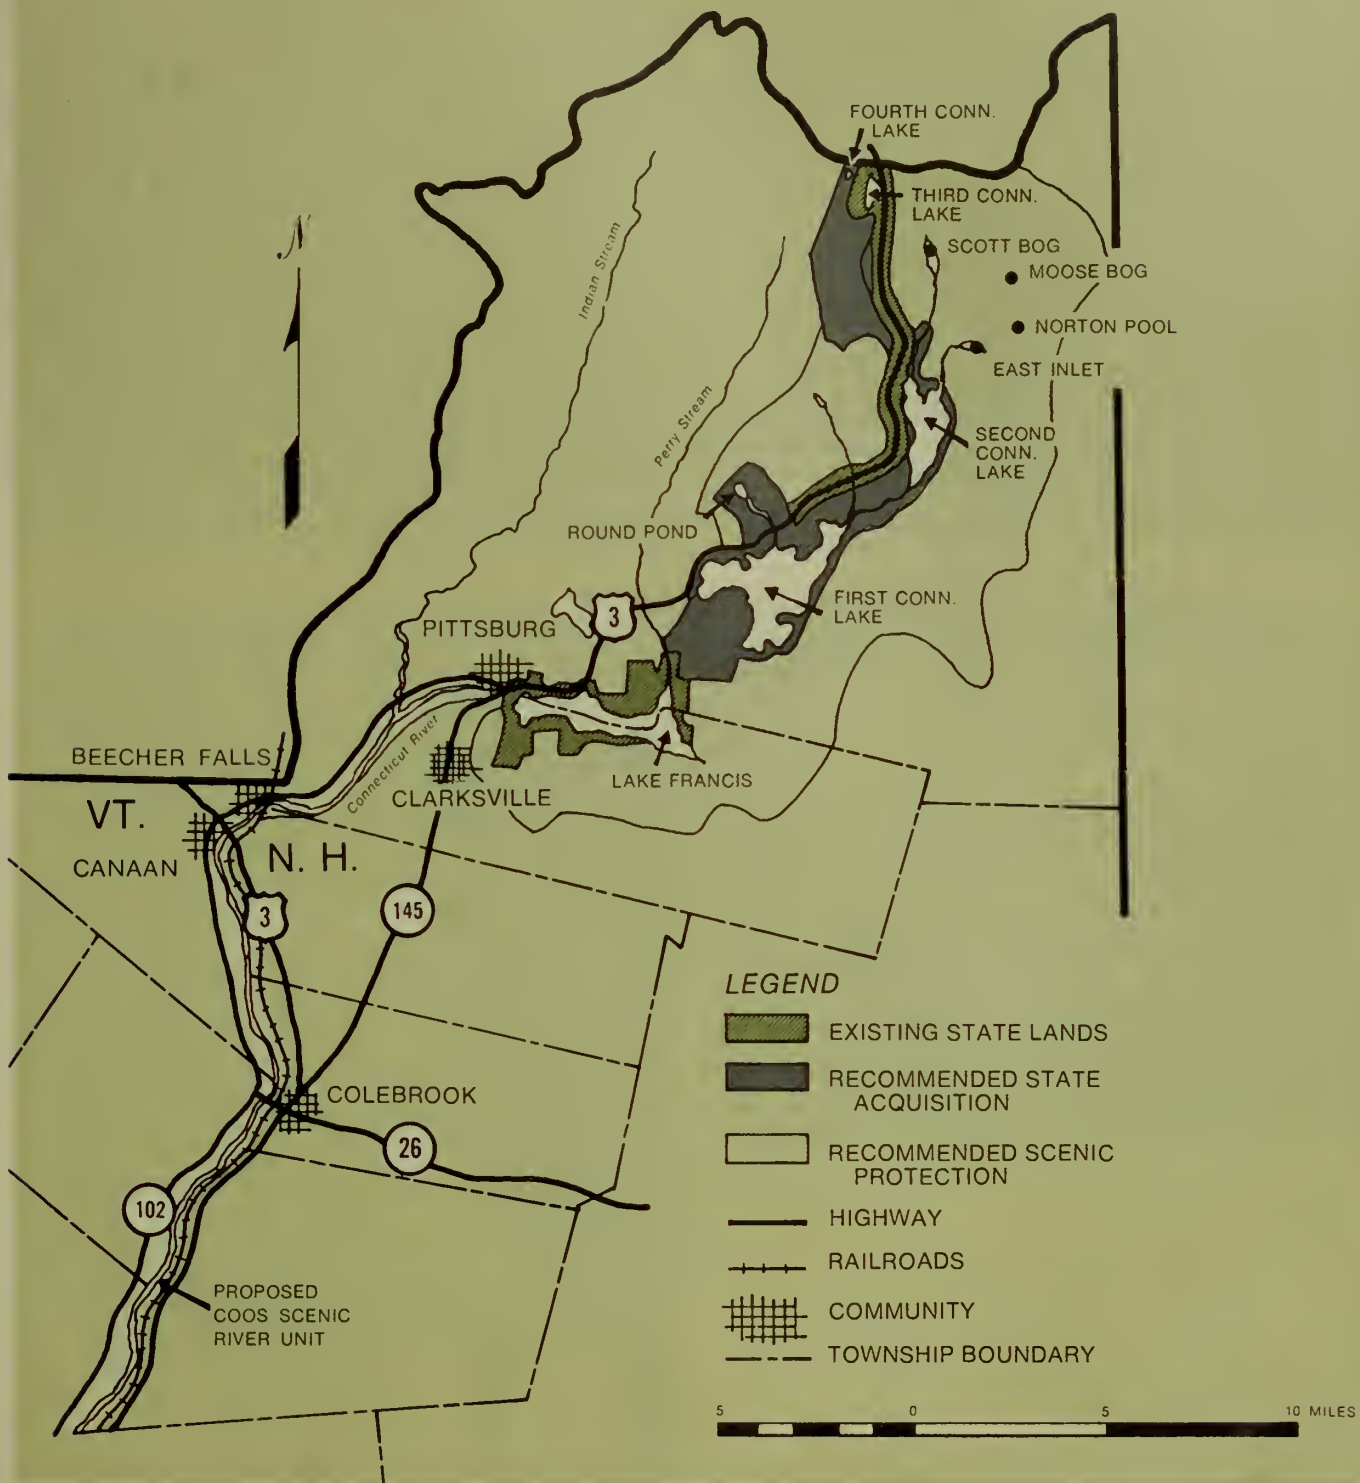 FOURTH CONN.
LAKE
THIRD CONN.
LAKE
SCOTT BOG
MOOSE BOG
NORTON POOL
EAST INLET
SECOND
CONN.
LAKE
N
Indian Stream
Perry Stream
ROUND POND
FIRST CONN.
LAKE
3
PITTSBURG
Connecticut River
LAKE FRANCIS
BEECHER FALLS
CLARKSVILLE
VT.
N. H.
CANAAN
3
145
COLEBROOK
26
102
PROPOSED
COOS SCENIC
RIVER UNIT
LEGEND
EXISTING STATE LANDS
RECOMMENDED STATE
ACQUISITION
RECOMMENDED SCENIC
PROTECTION
HIGHWAY
RAILROADS
COMMUNITY
TOWNSHIP BOUNDARY
5 0 5 10 MILES